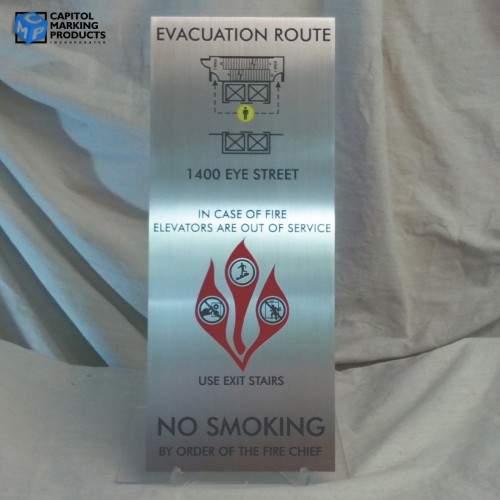 CAPITOL
MARKING
PRODUCTS
INCORPORATED
EVACUATION ROUTE
1400 EYE STREET
IN CASE OF FIRE
ELEVATORS ARE OUT OF SERVICE
USE EXIT STAIRS
NO SMOKING
BY ORDER OF THE FIRE CHIEF